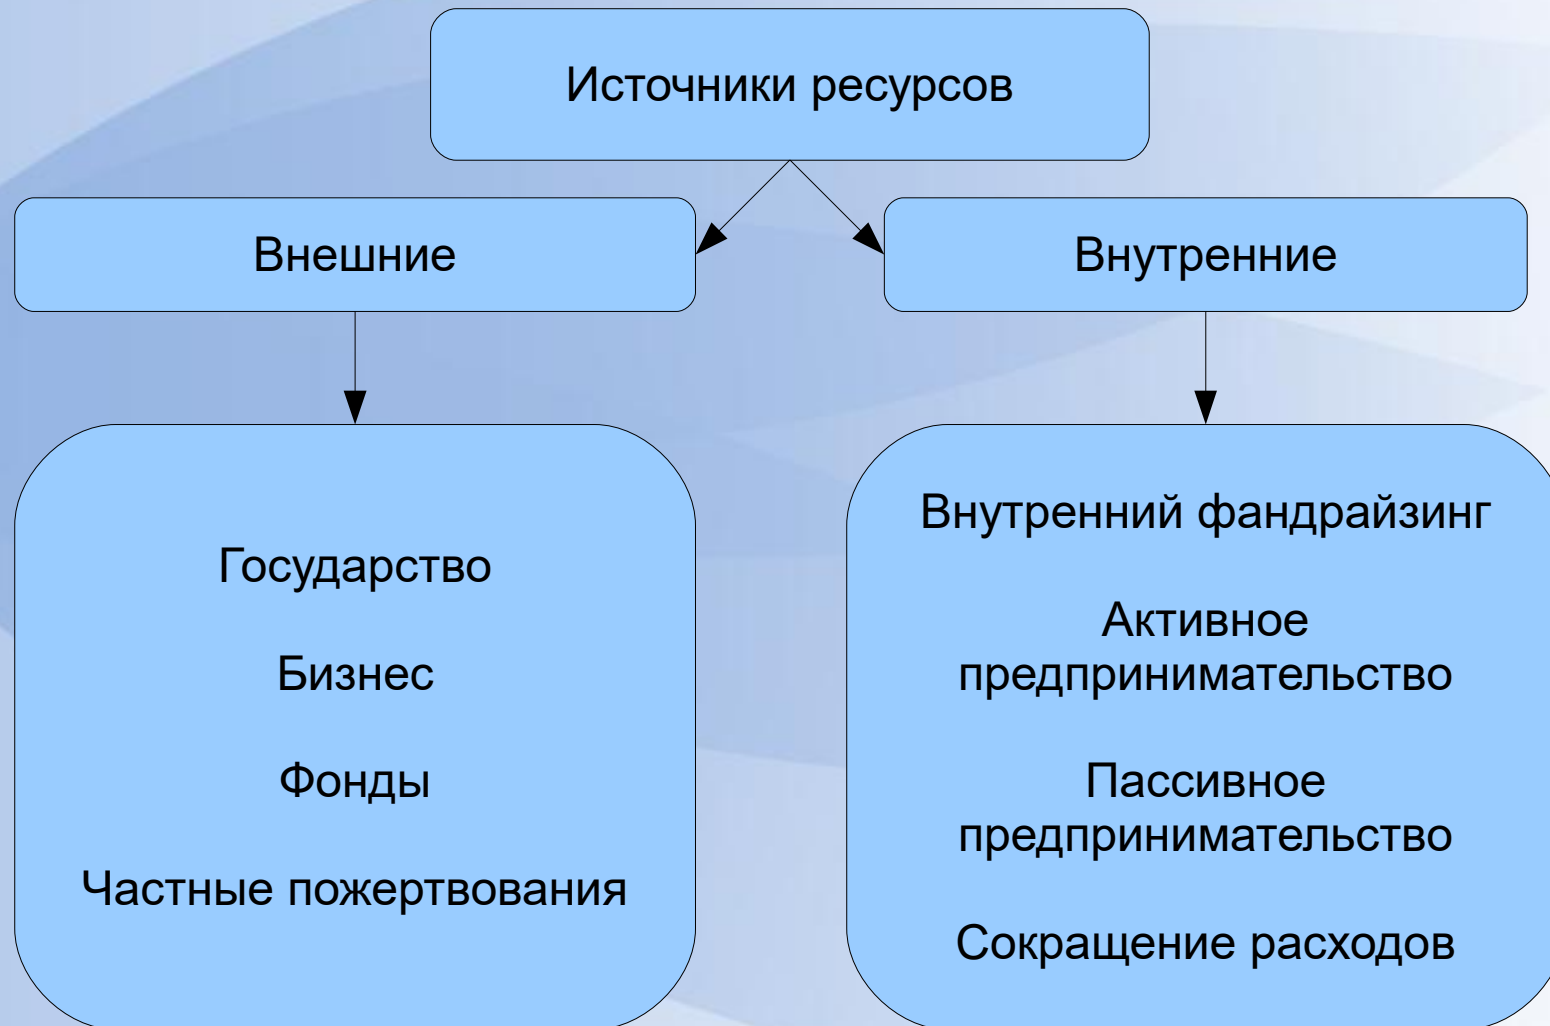 Источники ресурсов
Внешние
Внутренние
Государство
Бизнес
Фонды
Частные пожертвования
Внутренний фандрайзинг
Активное
предпринимательство
Пассивное
предпринимательство
Сокращение расходов